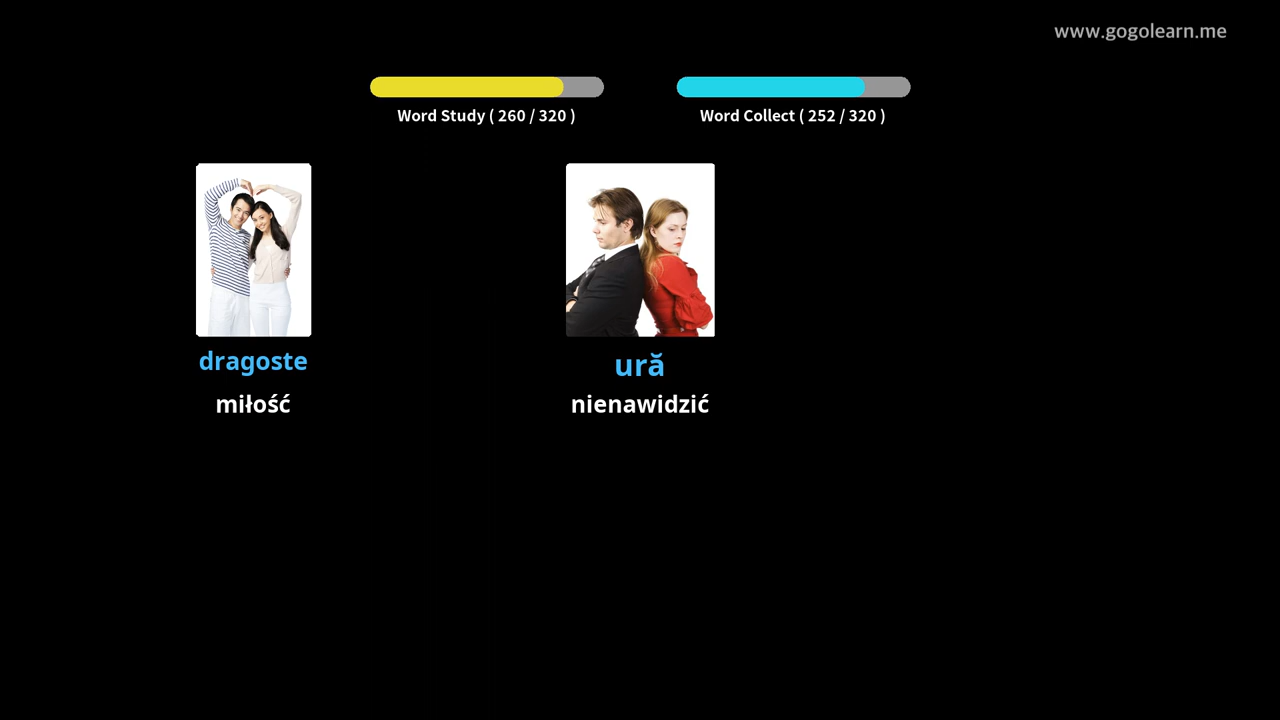 www.gogolearn.me
Word Study ( 260 / 320 )
Word Collect ( 252 / 320 )
dragoste
miłość
ură
nienawidzić